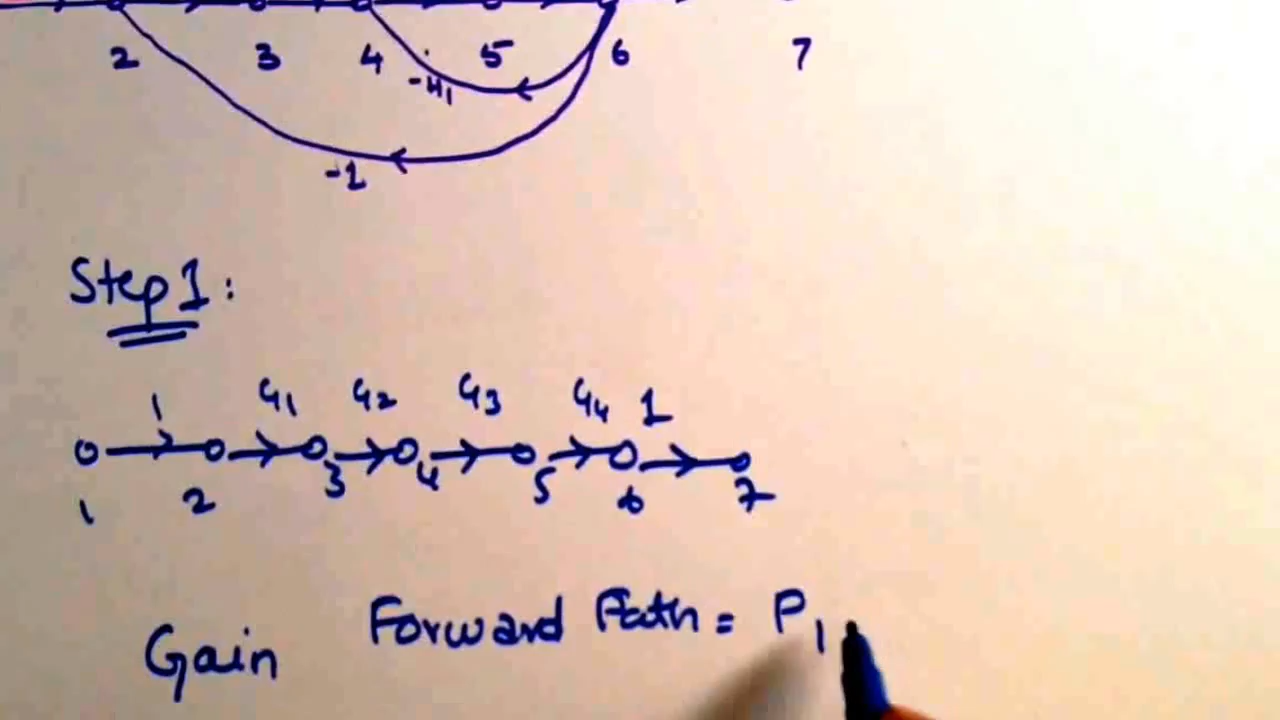 2 3 4 5 6 7
-H1
-1
Step 1:
1 G1 G2 G3 G4 1
1 2 3 4 5 6 7
Gain Forward Path = P1